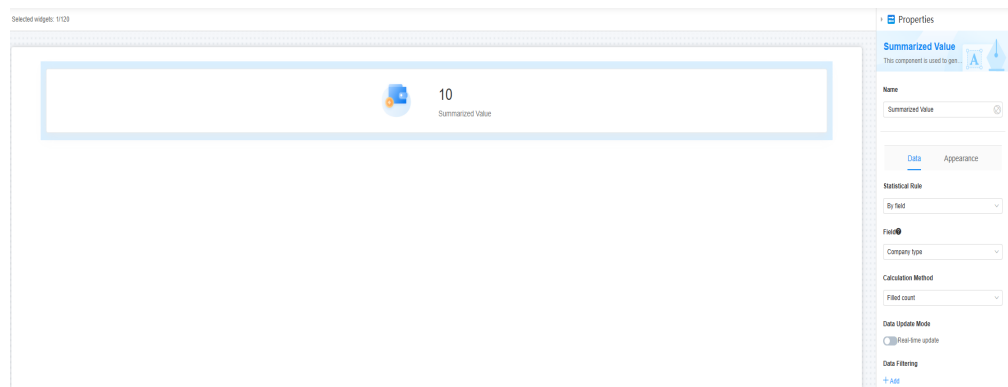 Selected widgets: 1/120
Properties
Summarized Value
This component is used to gen...
A
Name
Summarized Value
10
Summarized Value
Data Appearance
Statistical Rule
By field
Field
Company type
Calculation Method
Filled count
Data Update Mode
Real-time update
Data Filtering
+ Add